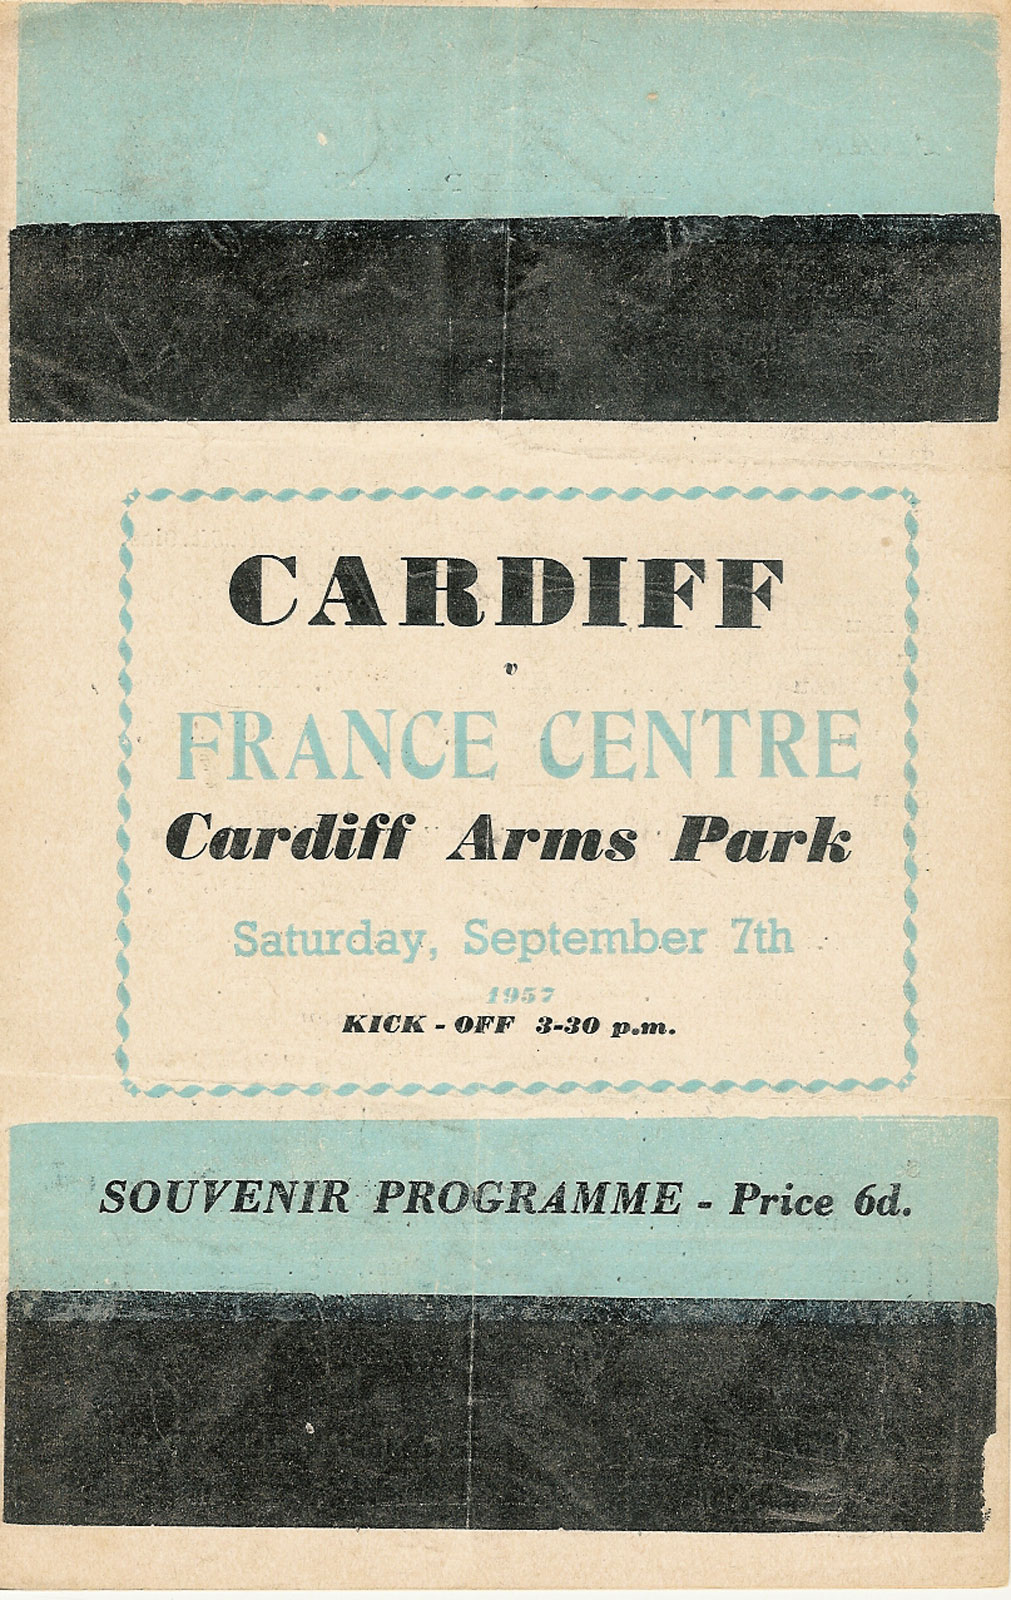 CARDIFF
v
FRANCE CENTRE
Cardiff Arms Park
Saturday, September 7th
1957
KICK - OFF 3-30 p.m.
SOUVENIR PROGRAMME - Price 6d.